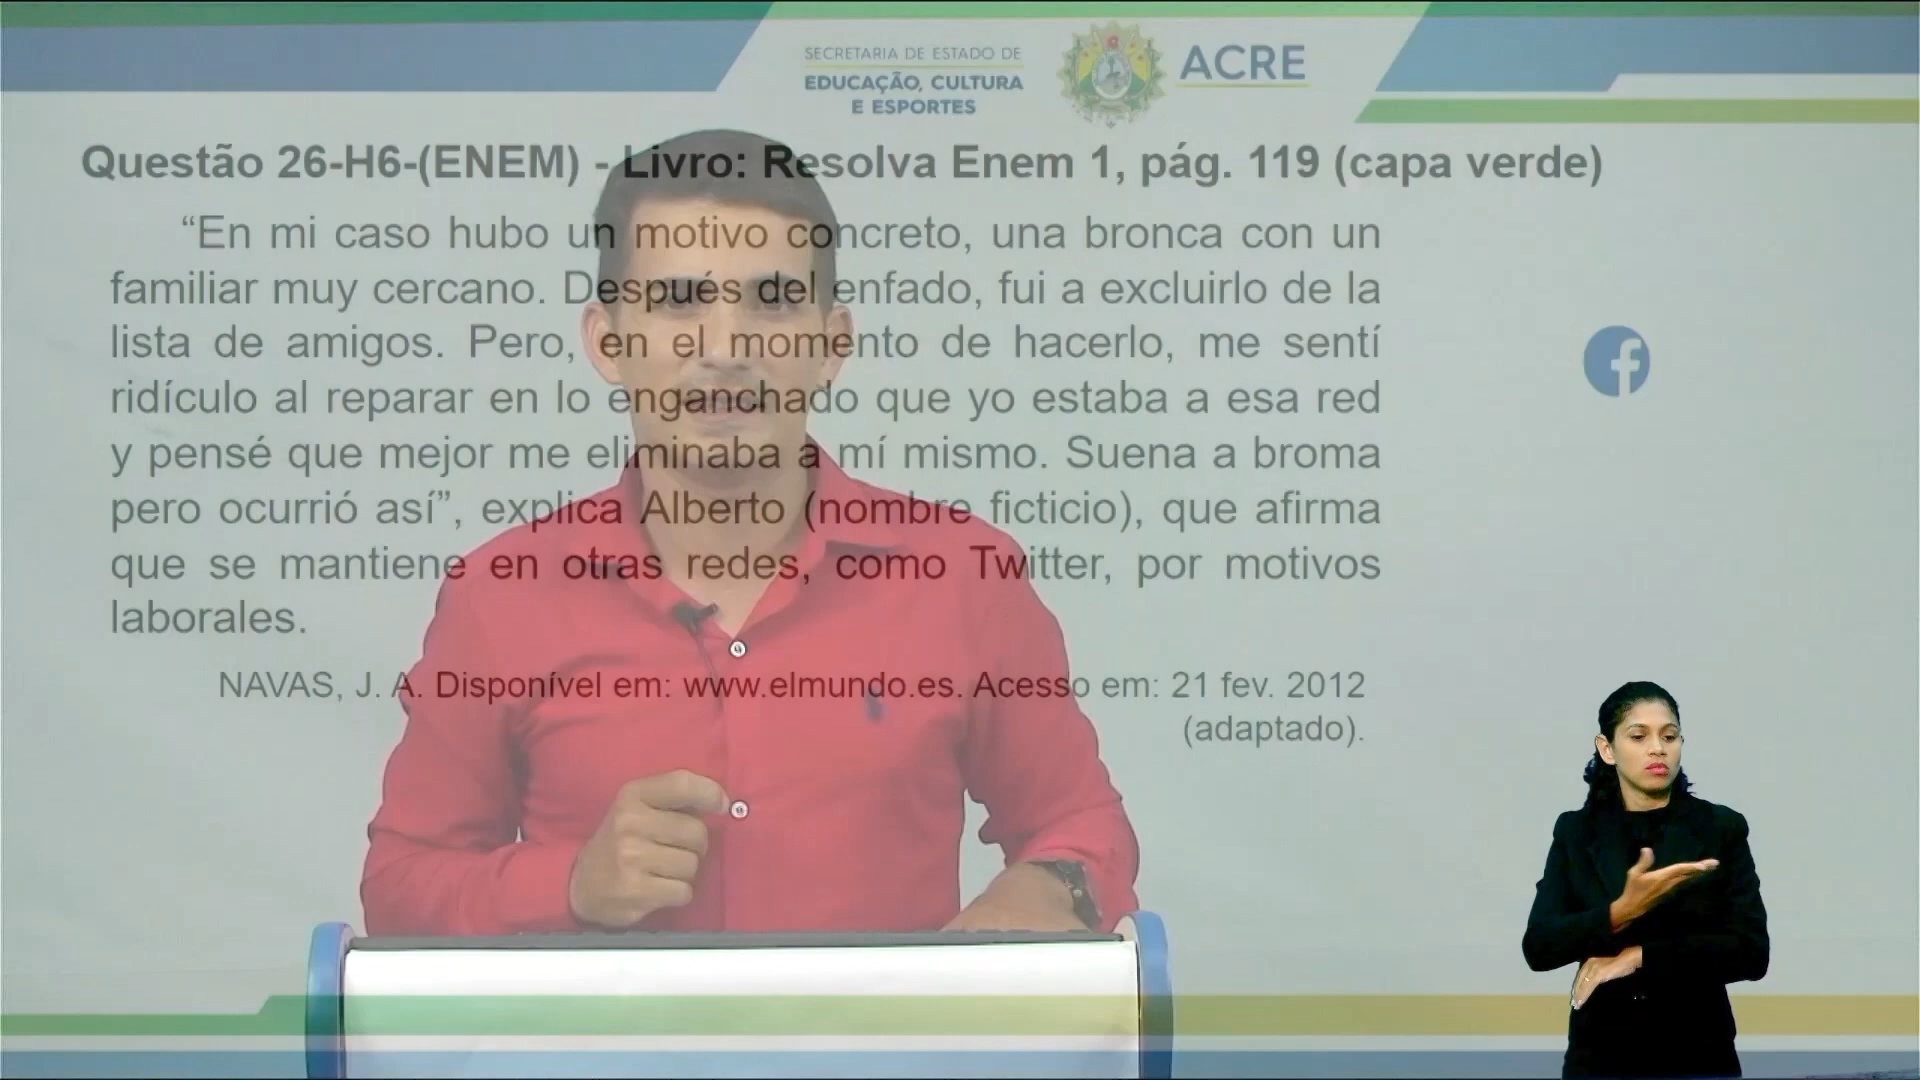 SECRETARIA DE ESTADO DE
EDUCAÇÃO, CULTURA
E ESPORTES
ACRE
Questão 26-H6-(ENEM) - Livro: Resolva Enem 1, pág. 119 (capa verde)
“En mi caso hubo un motivo concreto, una bronca con un
familiar muy cercano. Después del enfado, fui a excluirlo de la
lista de amigos. Pero, en el momento de hacerlo, me sentí
ridículo al reparar en lo enganchado que yo estaba a esa red
y pensé que mejor me eliminaba a mí mismo. Suena a broma
pero ocurrió así”, explica Alberto (nombre ficticio), que afirma
que se mantiene en otras redes, como Twitter, por motivos
laborales.
NAVAS, J. A. Disponível em: www.elmundo.es. Acesso em: 21 fev. 2012
(adaptado).